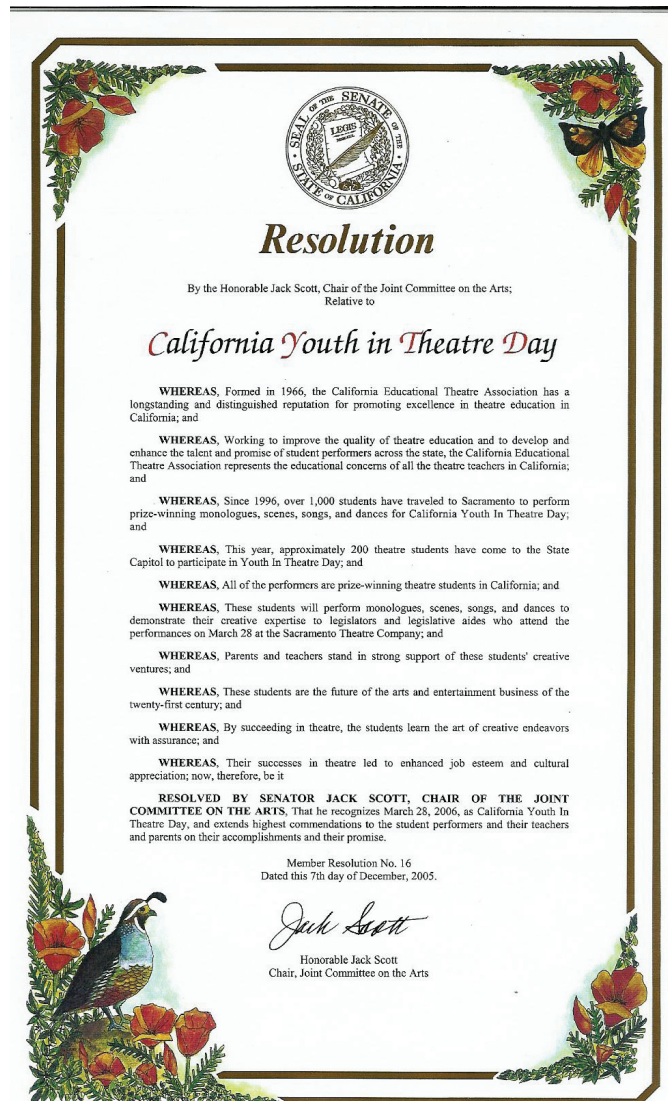 SEAL OF THE SENATE OF THE
STATE OF CALIFORNIA
LEGIS
Resolution
By the Honorable Jack Scott, Chair of the Joint Committee on the Arts;
Relative to
California Youth in Theatre Day
WHEREAS, Formed in 1966, the California Educational Theatre Association has a
longstanding and distinguished reputation for promoting excellence in theatre education in
California; and
WHEREAS, Working to improve the quality of theatre education and to develop and
enhance the talent and promise of student performers across the state, the California Educational
Theatre Association represents the educational concerns of all the theatre teachers in California;
and
WHEREAS, Since 1996, over 1,000 students have traveled to Sacramento to perform
prize-winning monologues, scenes, songs, and dances for California Youth In Theatre Day;
and
WHEREAS, This year, approximately 200 theatre students have come to the State
Capitol to participate in Youth In Theatre Day; and
WHEREAS, All of the performers are prize-winning theatre students in California; and
WHEREAS, These students will perform monologues, scenes, songs, and dances to
demonstrate their creative expertise to legislators and legislative aides who attend the
performances on March 28 at the Sacramento Theatre Company; and
WHEREAS, Parents and teachers stand in strong support of these students' creative
ventures; and
WHEREAS, These students are the future of the arts and entertainment business of the
twenty-first century; and
WHEREAS, By succeeding in theatre, the students learn the art of creative endeavors
with assurance; and
WHEREAS, Their successes in theatre led to enhanced job esteem and cultural
appreciation; now, therefore, be it
RESOLVED BY SENATOR JACK SCOTT, CHAIR OF THE JOINT
COMMITTEE ON THE ARTS, That he recognizes March 28, 2006, as California Youth In
Theatre Day, and extends highest commendations to the student performers and their teachers
and parents on their accomplishments and their promise.
Member Resolution No. 16
Dated this 7th day of December, 2005.
Jack Scott
Honorable Jack Scott
Chair, Joint Committee on the Arts